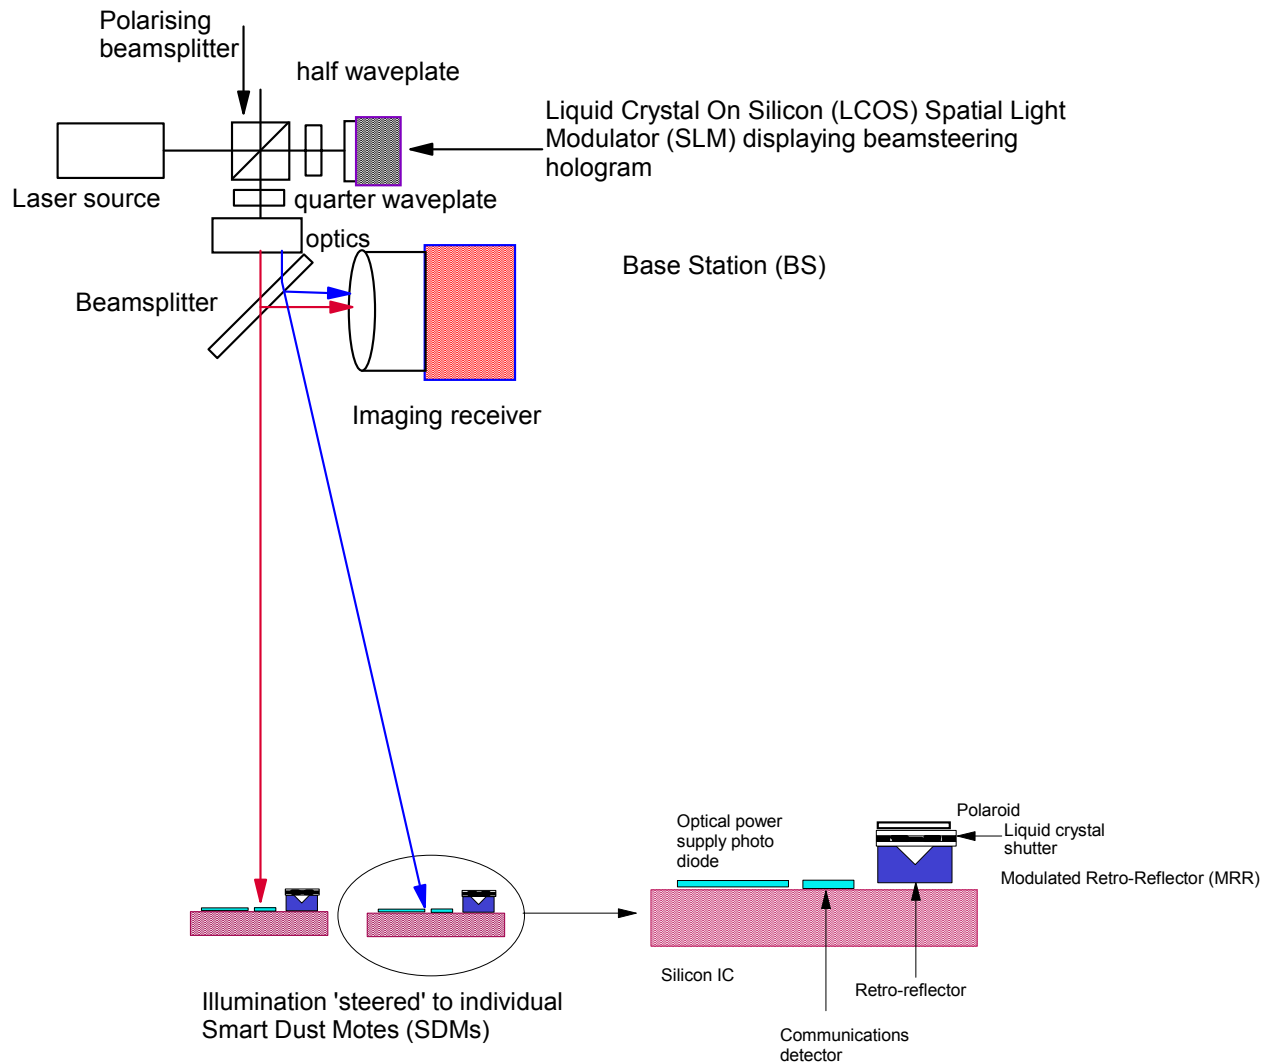 Polarising
beamsplitter
half waveplate
Liquid Crystal On Silicon (LCOS) Spatial Light
Modulator (SLM) displaying beamsteering
hologram
Laser source
quarter waveplate
optics
Base Station (BS)
Beamsplitter
Imaging receiver
Optical power
supply photo
diode
Polaroid
Liquid crystal
shutter
Modulated Retro-Reflector (MRR)
Silicon IC
Retro-reflector
Illumination 'steered' to individual
Smart Dust Motes (SDMs)
Communications
detector